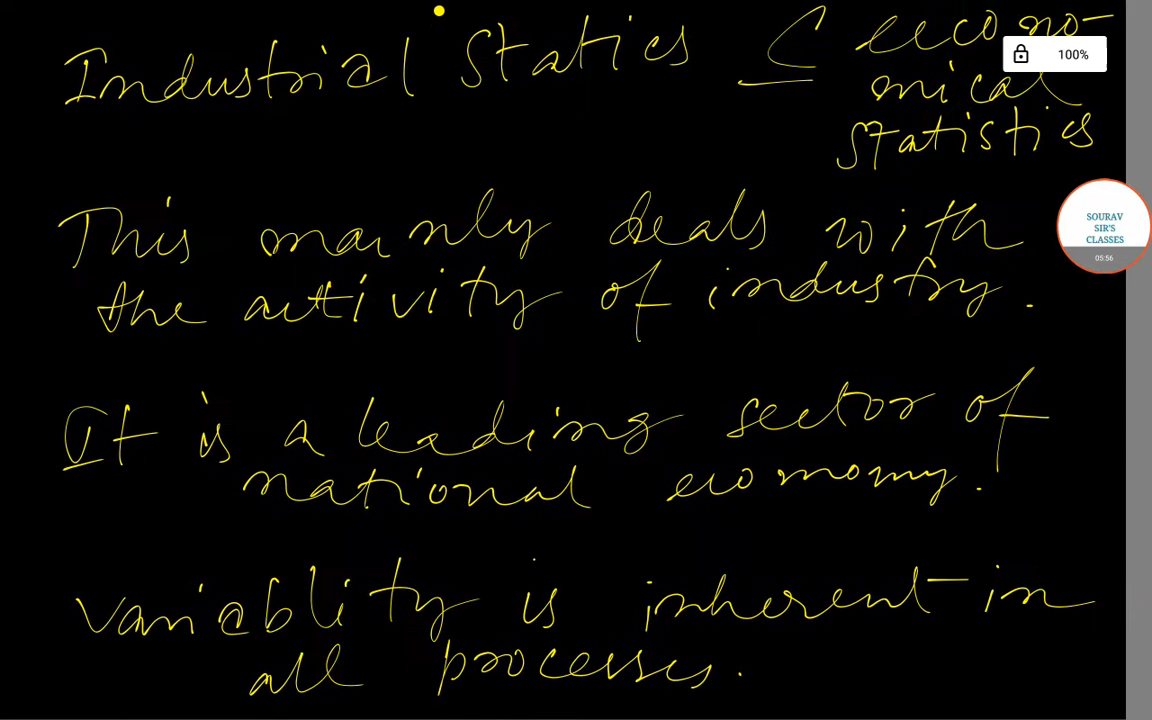 Industrial Statics ⊆ econo-
mical
statistics
100%
SOURAV
SIR'S
CLASSES
05:56
This mainly deals with
the activity of industry.
It is a leading sector of
national economy.
Variablity is inherent in
all processes.